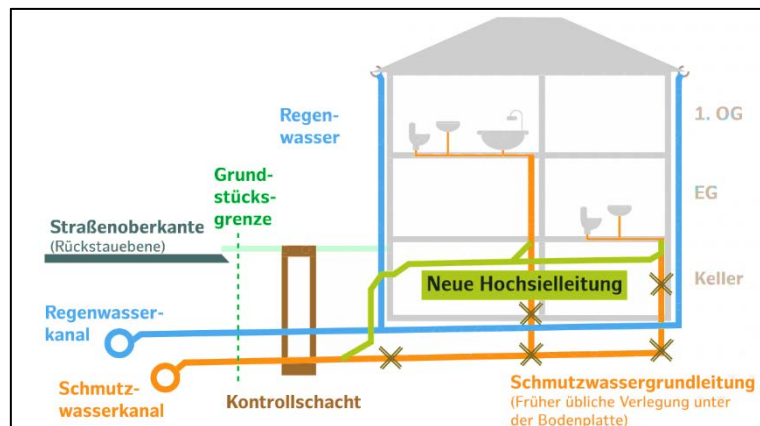 Regen-
wasser
1. OG
Grund-
stücks-
grenze
EG
Straßenoberkante
(Rückstauebene)
Neue Hochsielleitung
Keller
Regenwasser-
kanal
Schmutz-
wasserkanal
Kontrollschacht
Schmutzwassergrundleitung
(Früher übliche Verlegung unter
der Bodenplatte)